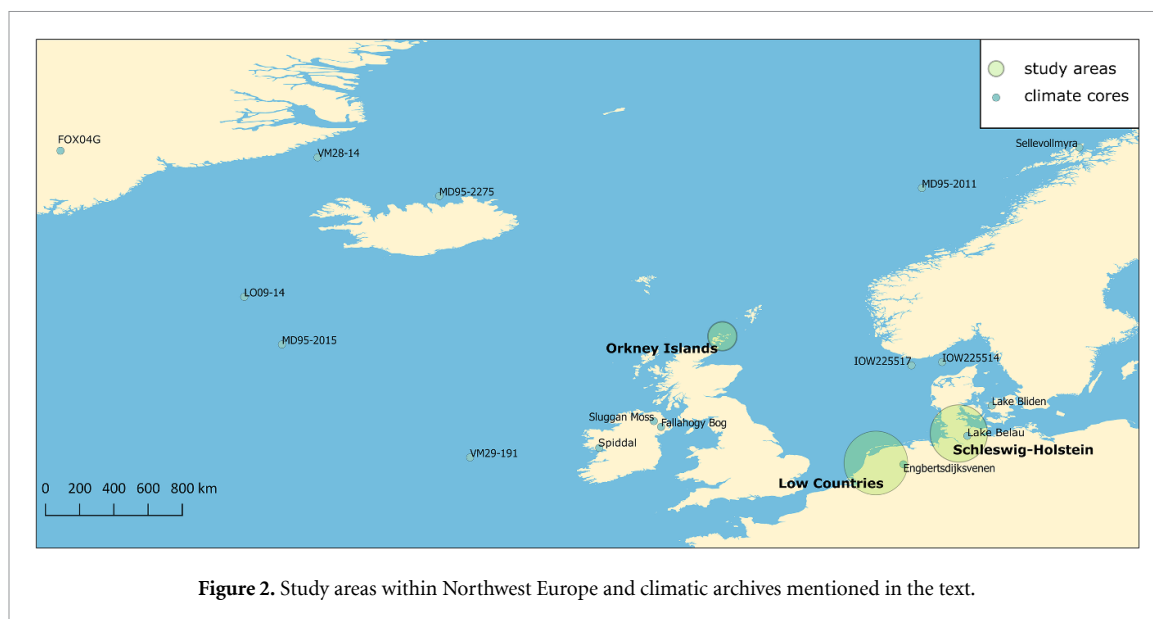 study areas
climate cores
FOX04G
VM28-14
Sellevollmyra
MD95-2275
MD95-2011
LO09-14
MD95-2015
Orkney Islands
IOW225517
IOW225514
Lake Bliden
Sluggan Moss
Fallahogy Bog
Lake Belau
Spiddal
Schleswig-Holstein
VM29-191
Engbertsdijksvenen
Low Countries
0 200 400 600 800 km
Figure 2. Study areas within Northwest Europe and climatic archives mentioned in the text.